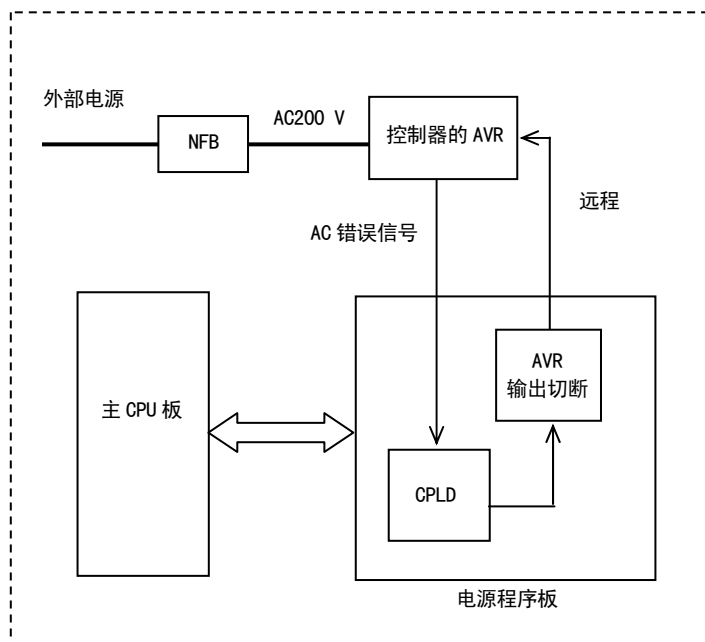 外部电源
NFB
AC200 V
控制器的 AVR
AC 错误信号
远程
主 CPU 板
AVR
输出切断
CPLD
电源程序板